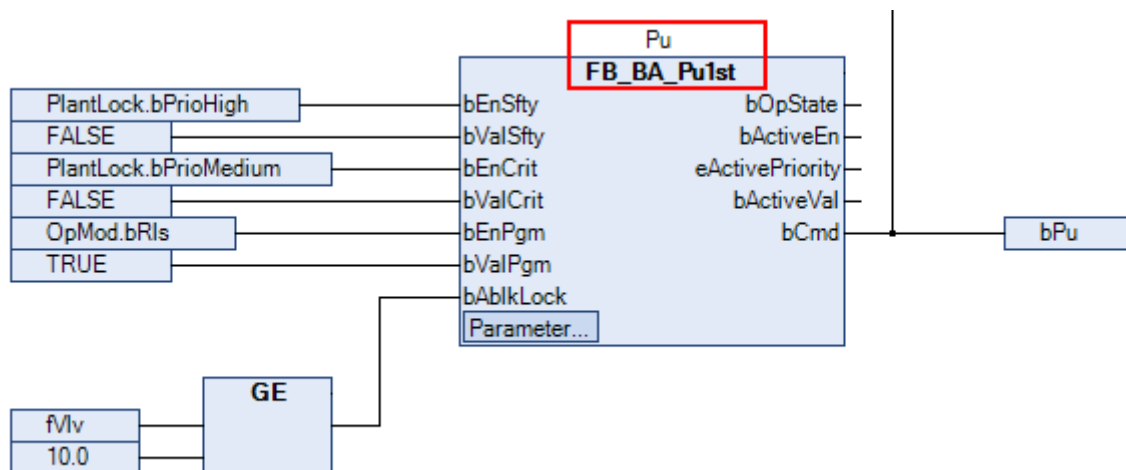 Pu
FB_BA_Pu1st
PlantLock.bPrioHigh bEnSfty bOpState
FALSE bValSfty bActiveEn
PlantLock.bPrioMedium bEnCrit eActivePriority
FALSE bValCrit bActiveVal
OpMod.bRls bEnPgm bCmd bPu
TRUE bValPgm
bAblkLock
Parameter...
GE
fVlv
10.0